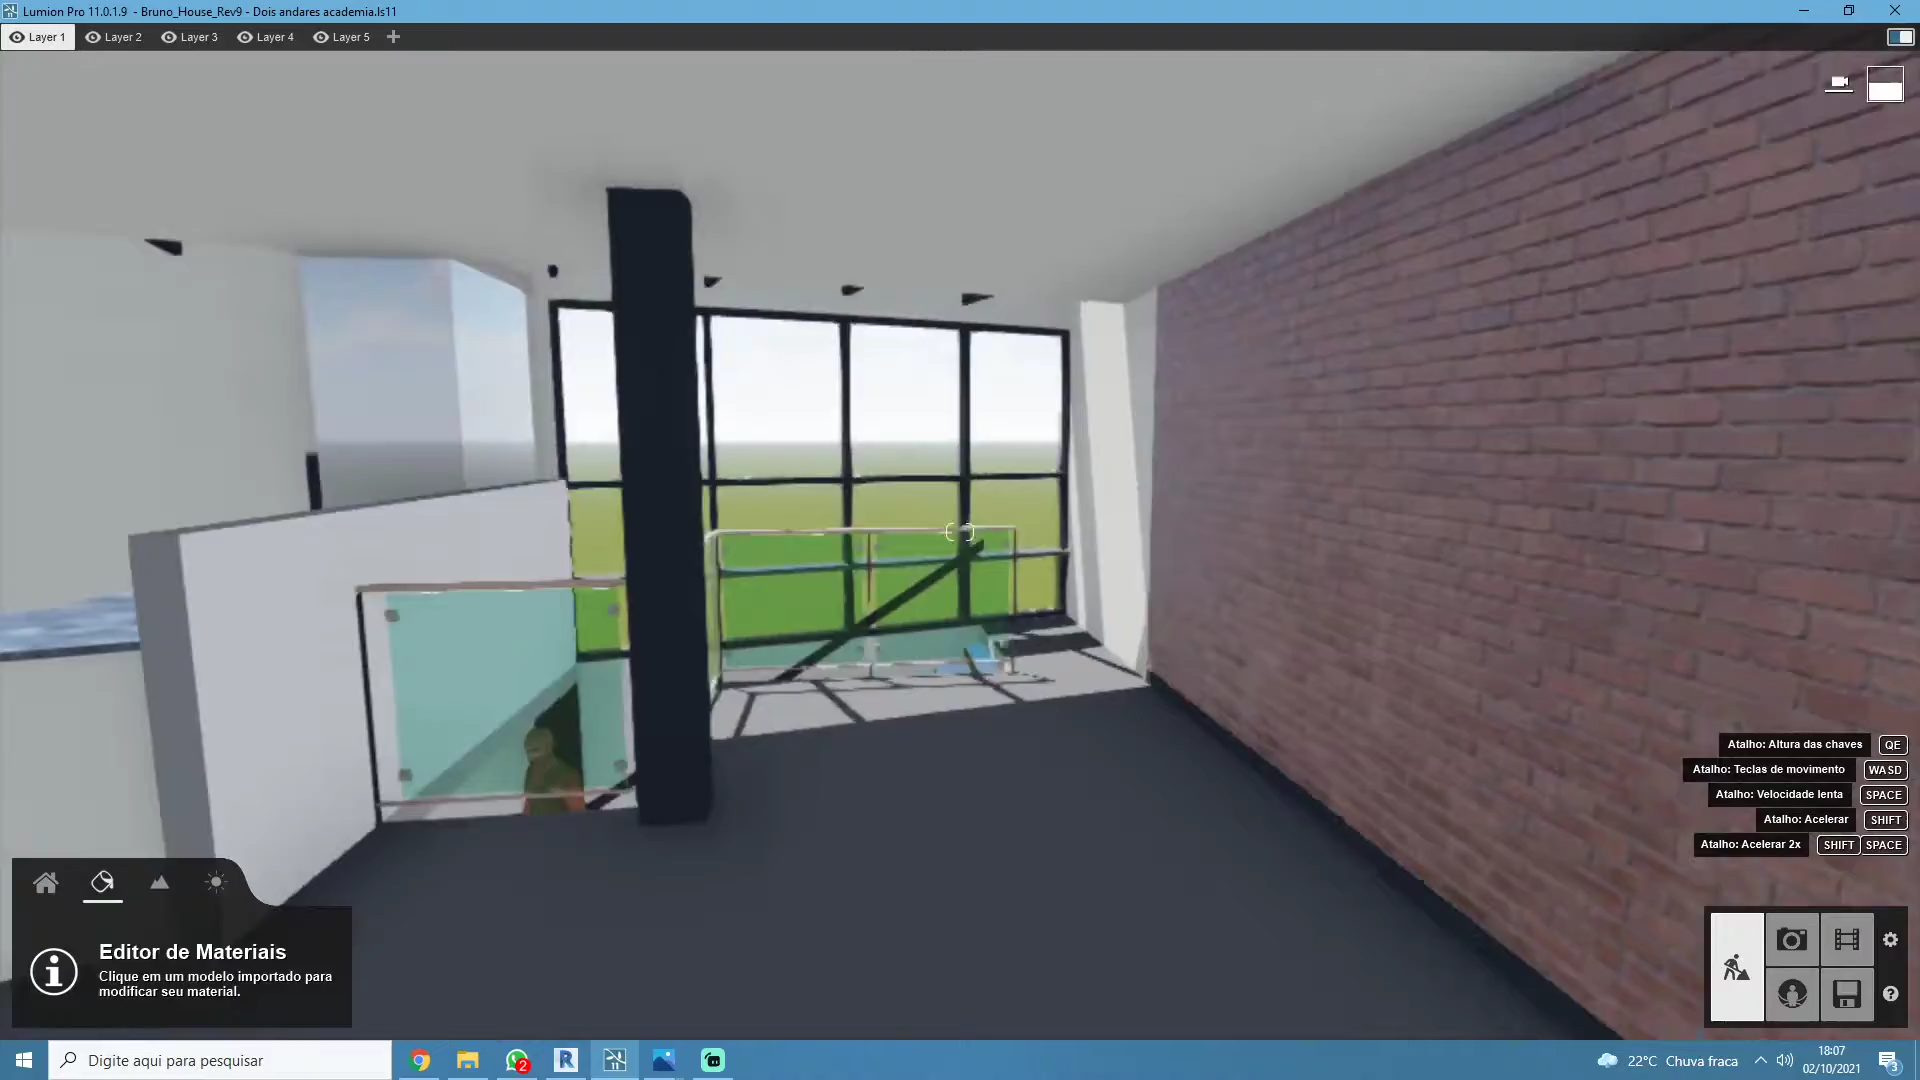 Lumion Pro 11.0.1.9 - Bruno_House_Rev9 - Dois andares academia.ls11
Layer 1
Layer 2
Layer 3
Layer 4
Layer 5
Atalho: Altura das chaves QE
Atalho: Teclas de movimento WASD
Atalho: Velocidade lenta SPACE
Atalho: Acelerar SHIFT
Atalho: Acelerar 2x SHIFT SPACE
Editor de Materiais
Clique em um modelo importado para
modificar seu material.
Digite aqui para pesquisar
2
22°C Chuva fraca
18:07
02/10/2021
3